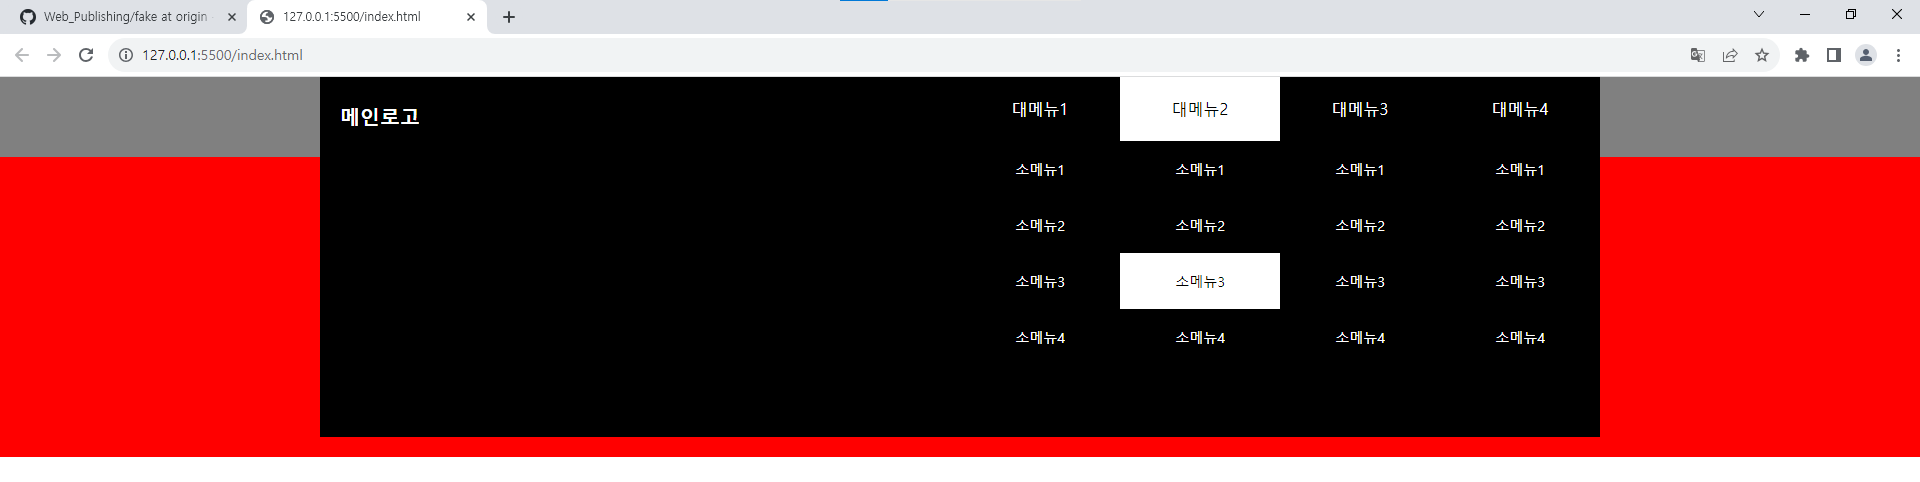 Web_Publishing/fake at origin
127.0.0.1:5500/index.html
127.0.0.1:5500/index.html
메인로고
대메뉴1 대메뉴2 대메뉴3 대메뉴4
소메뉴1 소메뉴1 소메뉴1 소메뉴1
소메뉴2 소메뉴2 소메뉴2 소메뉴2
소메뉴3 소메뉴3 소메뉴3 소메뉴3
소메뉴4 소메뉴4 소메뉴4 소메뉴4